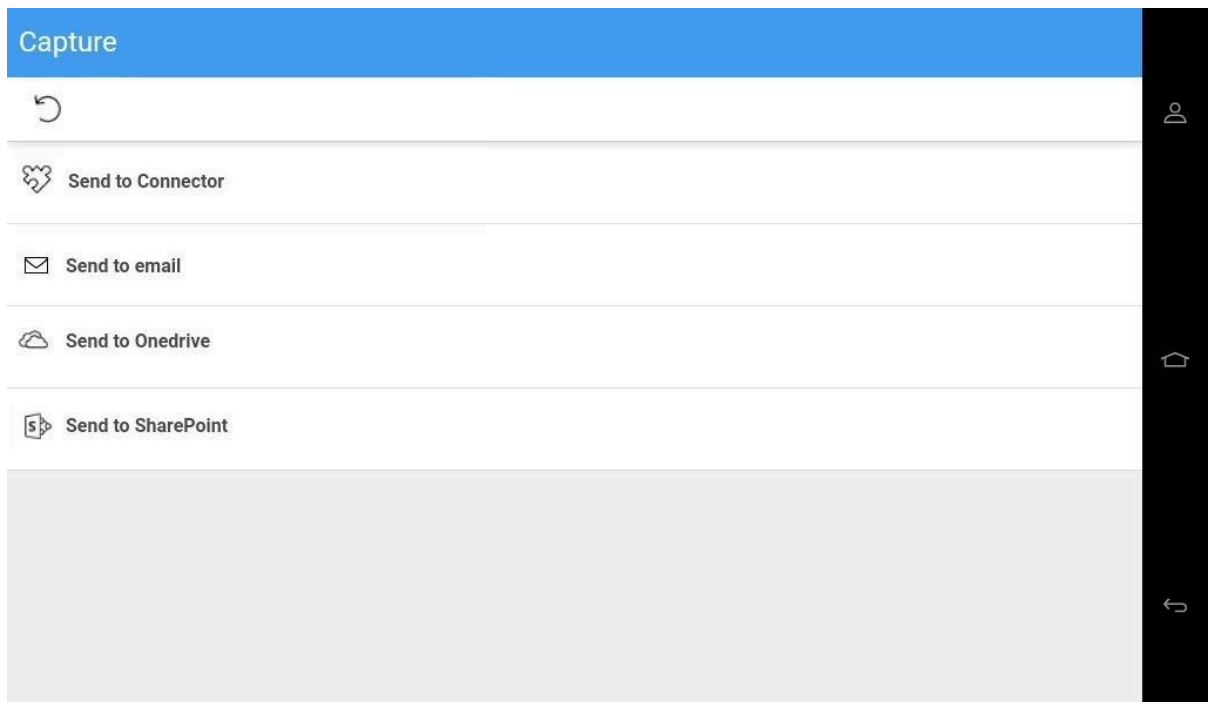 Capture
Send to Connector
Send to email
Send to Onedrive
S Send to SharePoint